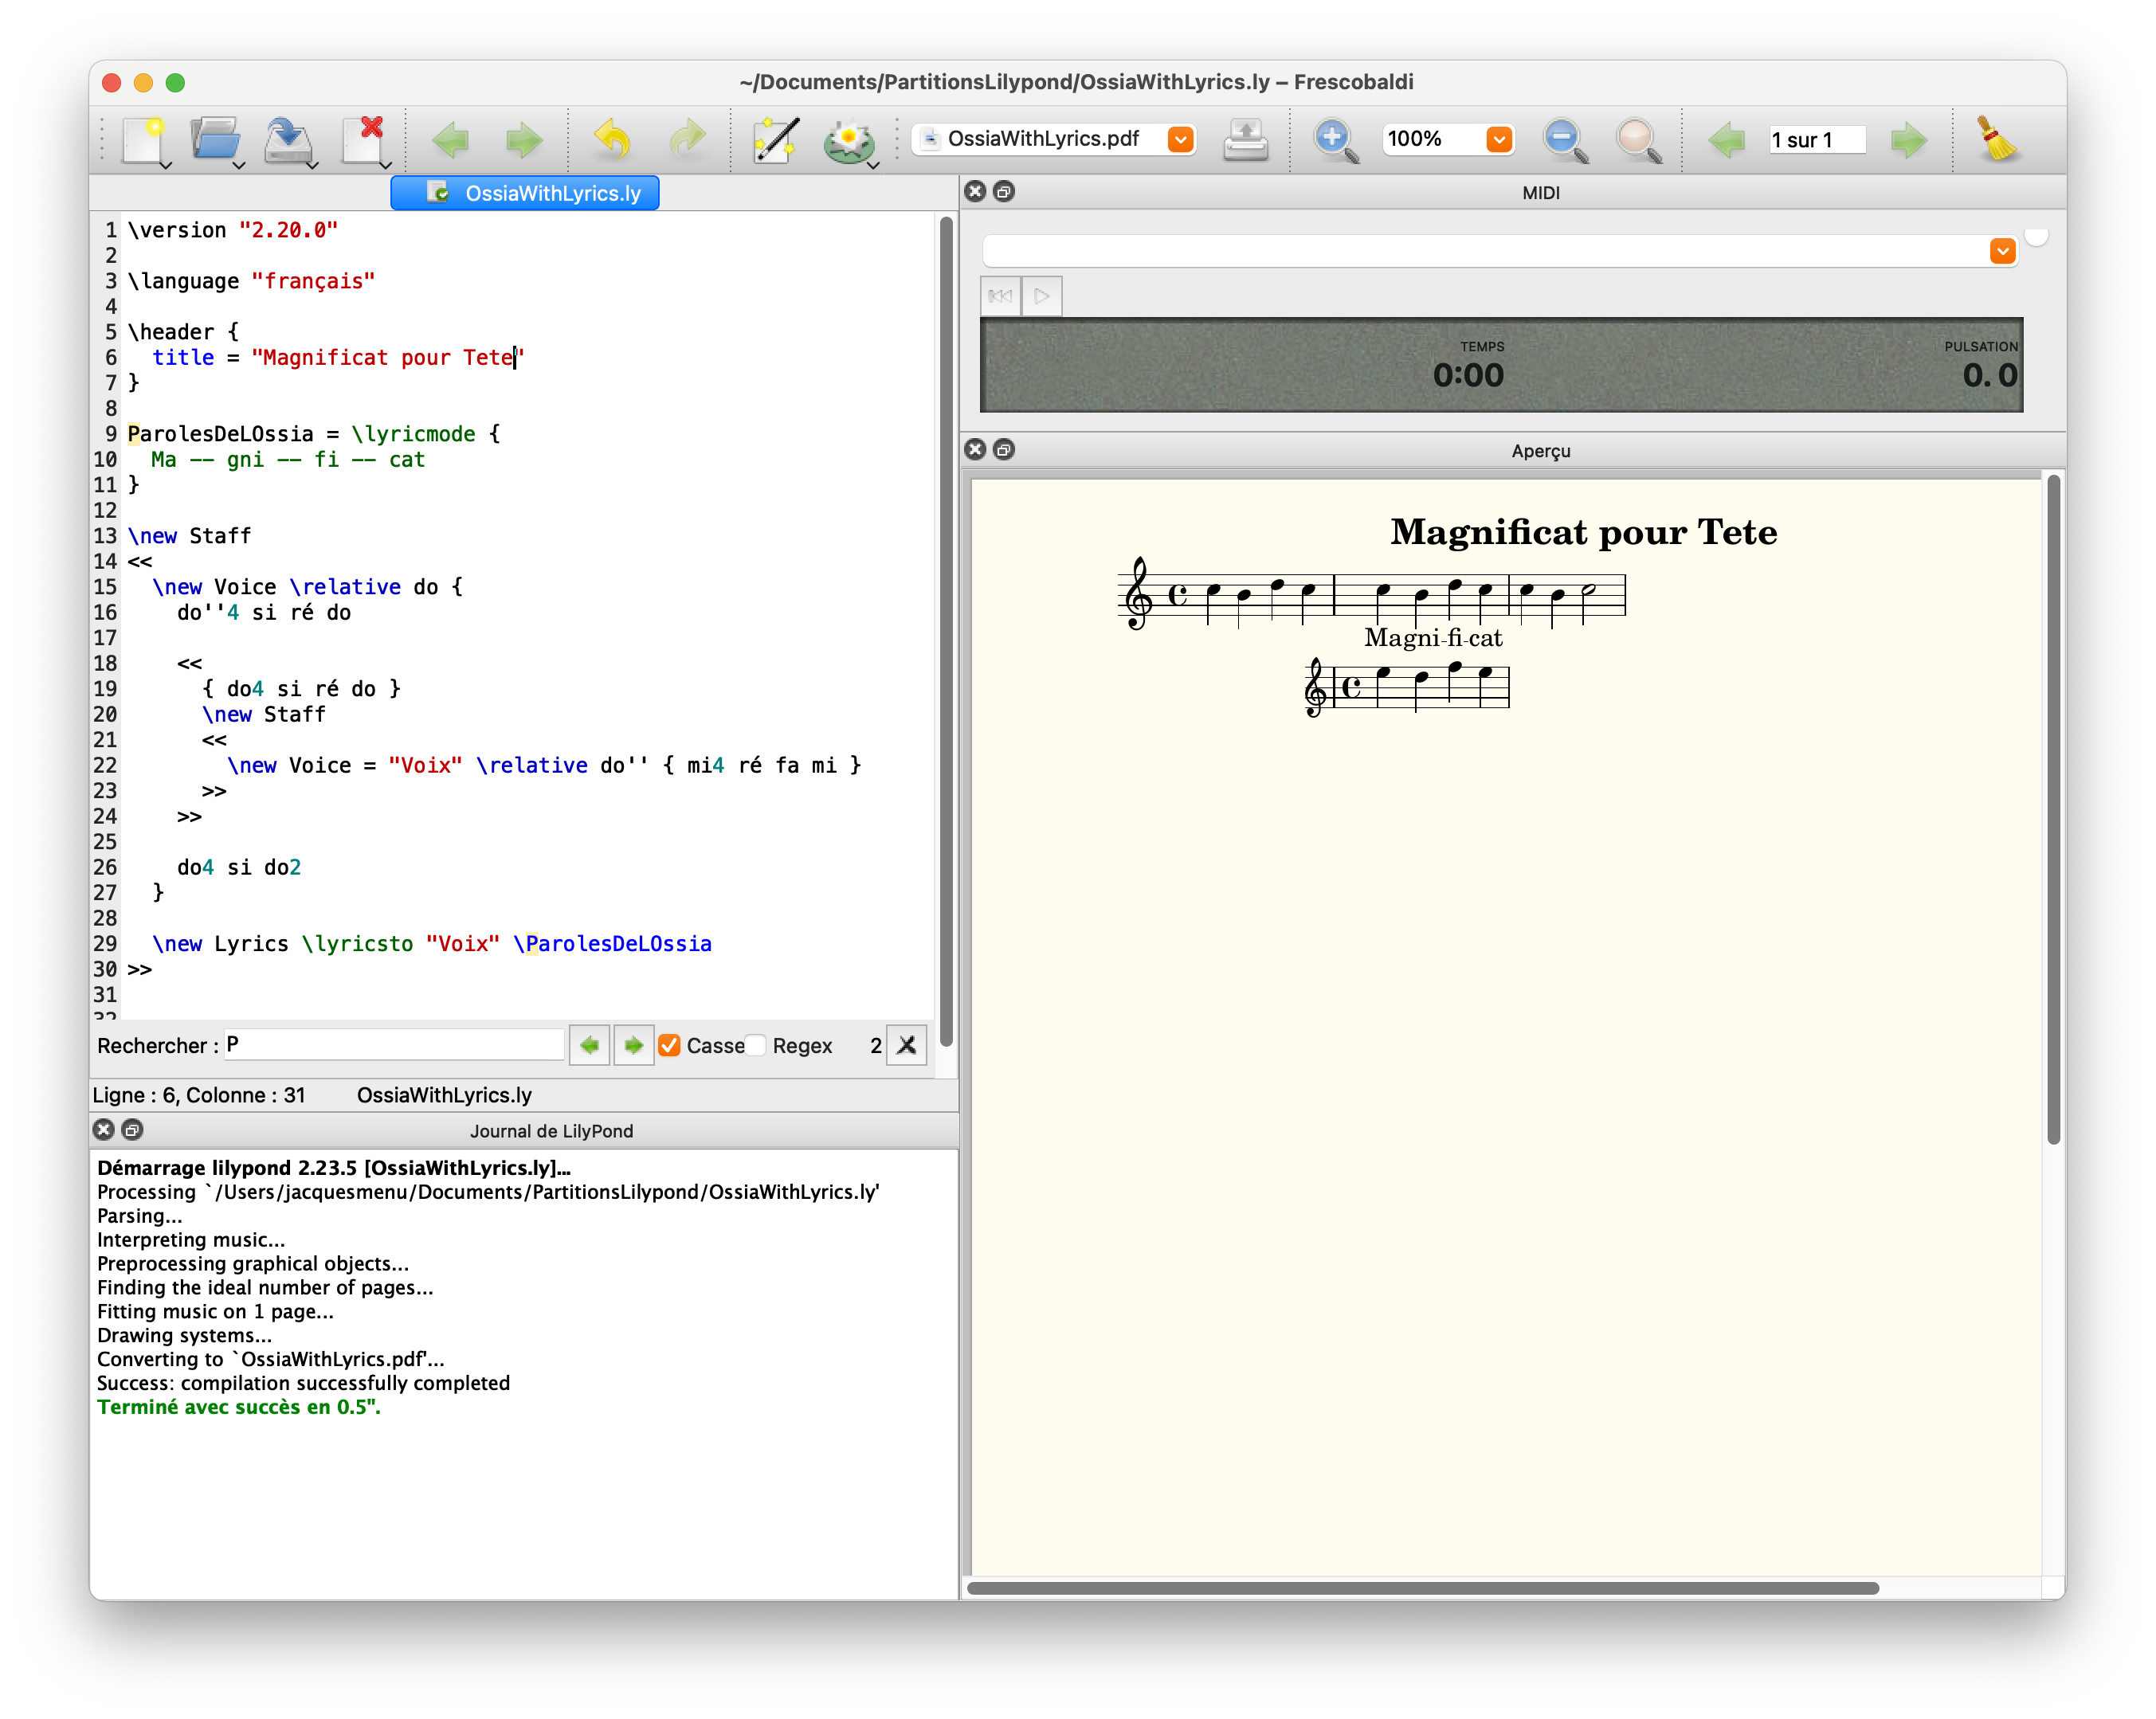 ~/Documents/PartitionsLilypond/OssiaWithLyrics.ly – Frescobaldi
OssiaWithLyrics.pdf
100%
1 sur 1
OssiaWithLyrics.ly
1 \version "2.20.0"
2
3 \language "français"
4
5 \header {
6 title = "Magnificat pour Tete"
7 }
8
9 ParolesDeLOssia = \lyricmode {
10 Ma -- gni -- fi -- cat
11 }
12
13 \new Staff
14 <<
15 \new Voice \relative do {
16 do''4 si ré do
17
18 <<
19 { do4 si ré do }
20 \new Staff
21 <<
22 \new Voice = "Voix" \relative do'' { mi4 ré fa mi }
23 >>
24 >>
25
26 do4 si do2
27 }
28
29 \new Lyrics \lyricsto "Voix" \ParolesDeLOssia
30 >>
31
32
Rechercher : P
Casse
Regex
2
Ligne : 6, Colonne : 31
OssiaWithLyrics.ly
Journal de LilyPond
Démarrage lilypond 2.23.5 [OssiaWithLyrics.ly]...
Processing `/Users/jacquesmenu/Documents/PartitionsLilypond/OssiaWithLyrics.ly'
Parsing...
Interpreting music...
Preprocessing graphical objects...
Finding the ideal number of pages...
Fitting music on 1 page...
Drawing systems...
Converting to `OssiaWithLyrics.pdf'...
Success: compilation successfully completed
Terminé avec succès en 0.5".
MIDI
TEMPS
0:00
PULSATION
0. 0
Aperçu
Magnificat pour Tete
Magni-fi-cat